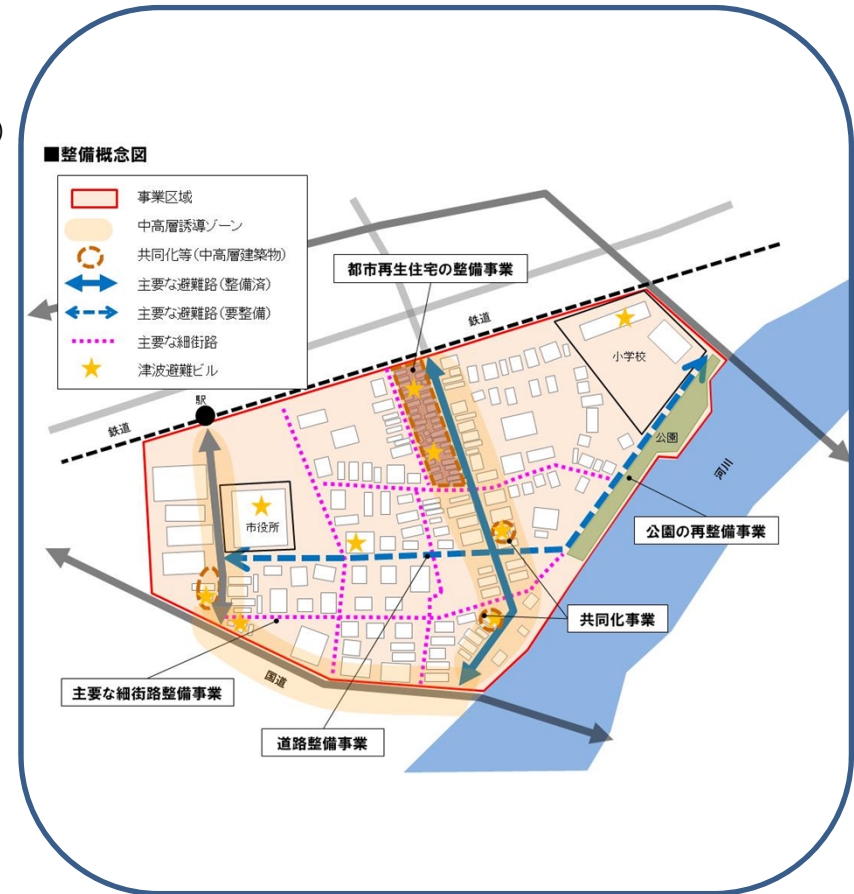 )
■整備概念図
事業区域
中高層誘導ゾーン
共同化等(中高層建築物)
主要な避難路(整備済)
主要な避難路(要整備)
主要な細街路
津波避難ビル
都市再生住宅の整備事業
鉄道
小学校
駅
鉄道
公園
河川
市役所
公園の再整備事業
共同化事業
主要な細街路整備事業
国道
道路整備事業